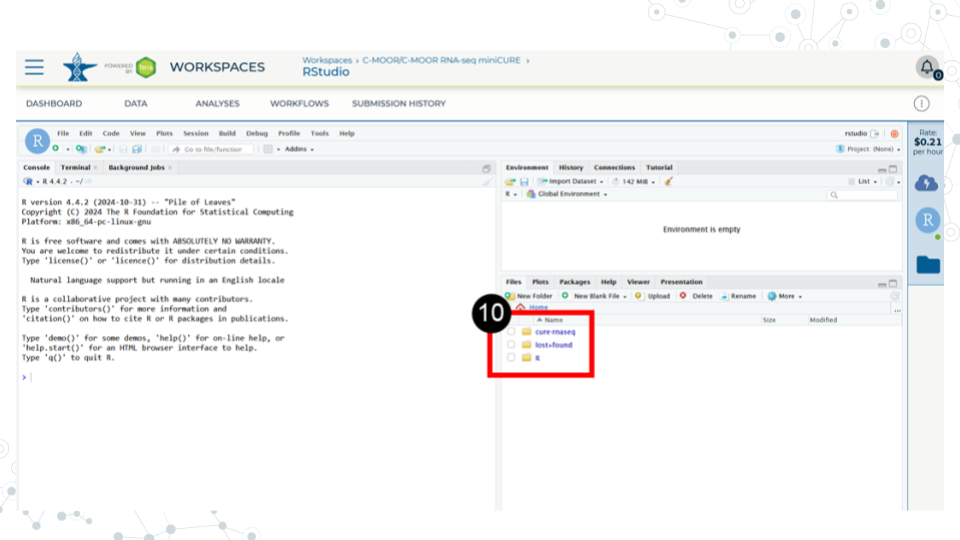 POWERED BY terra
WORKSPACES
Workspaces › C-MOOR/C-MOOR RNA-seq miniCURE ›
RStudio
0
DASHBOARD DATA ANALYSES WORKFLOWS SUBMISSION HISTORY
Rate:
$0.21
per hour
R
File Edit Code View Plots Session Build Debug Profile Tools Help
rstudio
Go to file/function
Addins
Project: (None)
Console Terminal Background Jobs
R 4.4.2 · ~/
R version 4.4.2 (2024-10-31) -- "Pile of Leaves"
Copyright (C) 2024 The R Foundation for Statistical Computing
Platform: x86_64-pc-linux-gnu
R is free software and comes with ABSOLUTELY NO WARRANTY.
You are welcome to redistribute it under certain conditions.
Type 'license()' or 'licence()' for distribution details.
Natural language support but running in an English locale
R is a collaborative project with many contributors.
Type 'contributors()' for more information and
'citation()' on how to cite R or R packages in publications.
Type 'demo()' for some demos, 'help()' for on-line help, or
'help.start()' for an HTML browser interface to help.
Type 'q()' to quit R.
>
Environment History Connections Tutorial
Import Dataset 142 MiB List
R Global Environment
Environment is empty
R
Files Plots Packages Help Viewer Presentation
New Folder New Blank File Upload Delete Rename More
Home
10
Name Size Modified
cure-rnaseq
lost+found
R